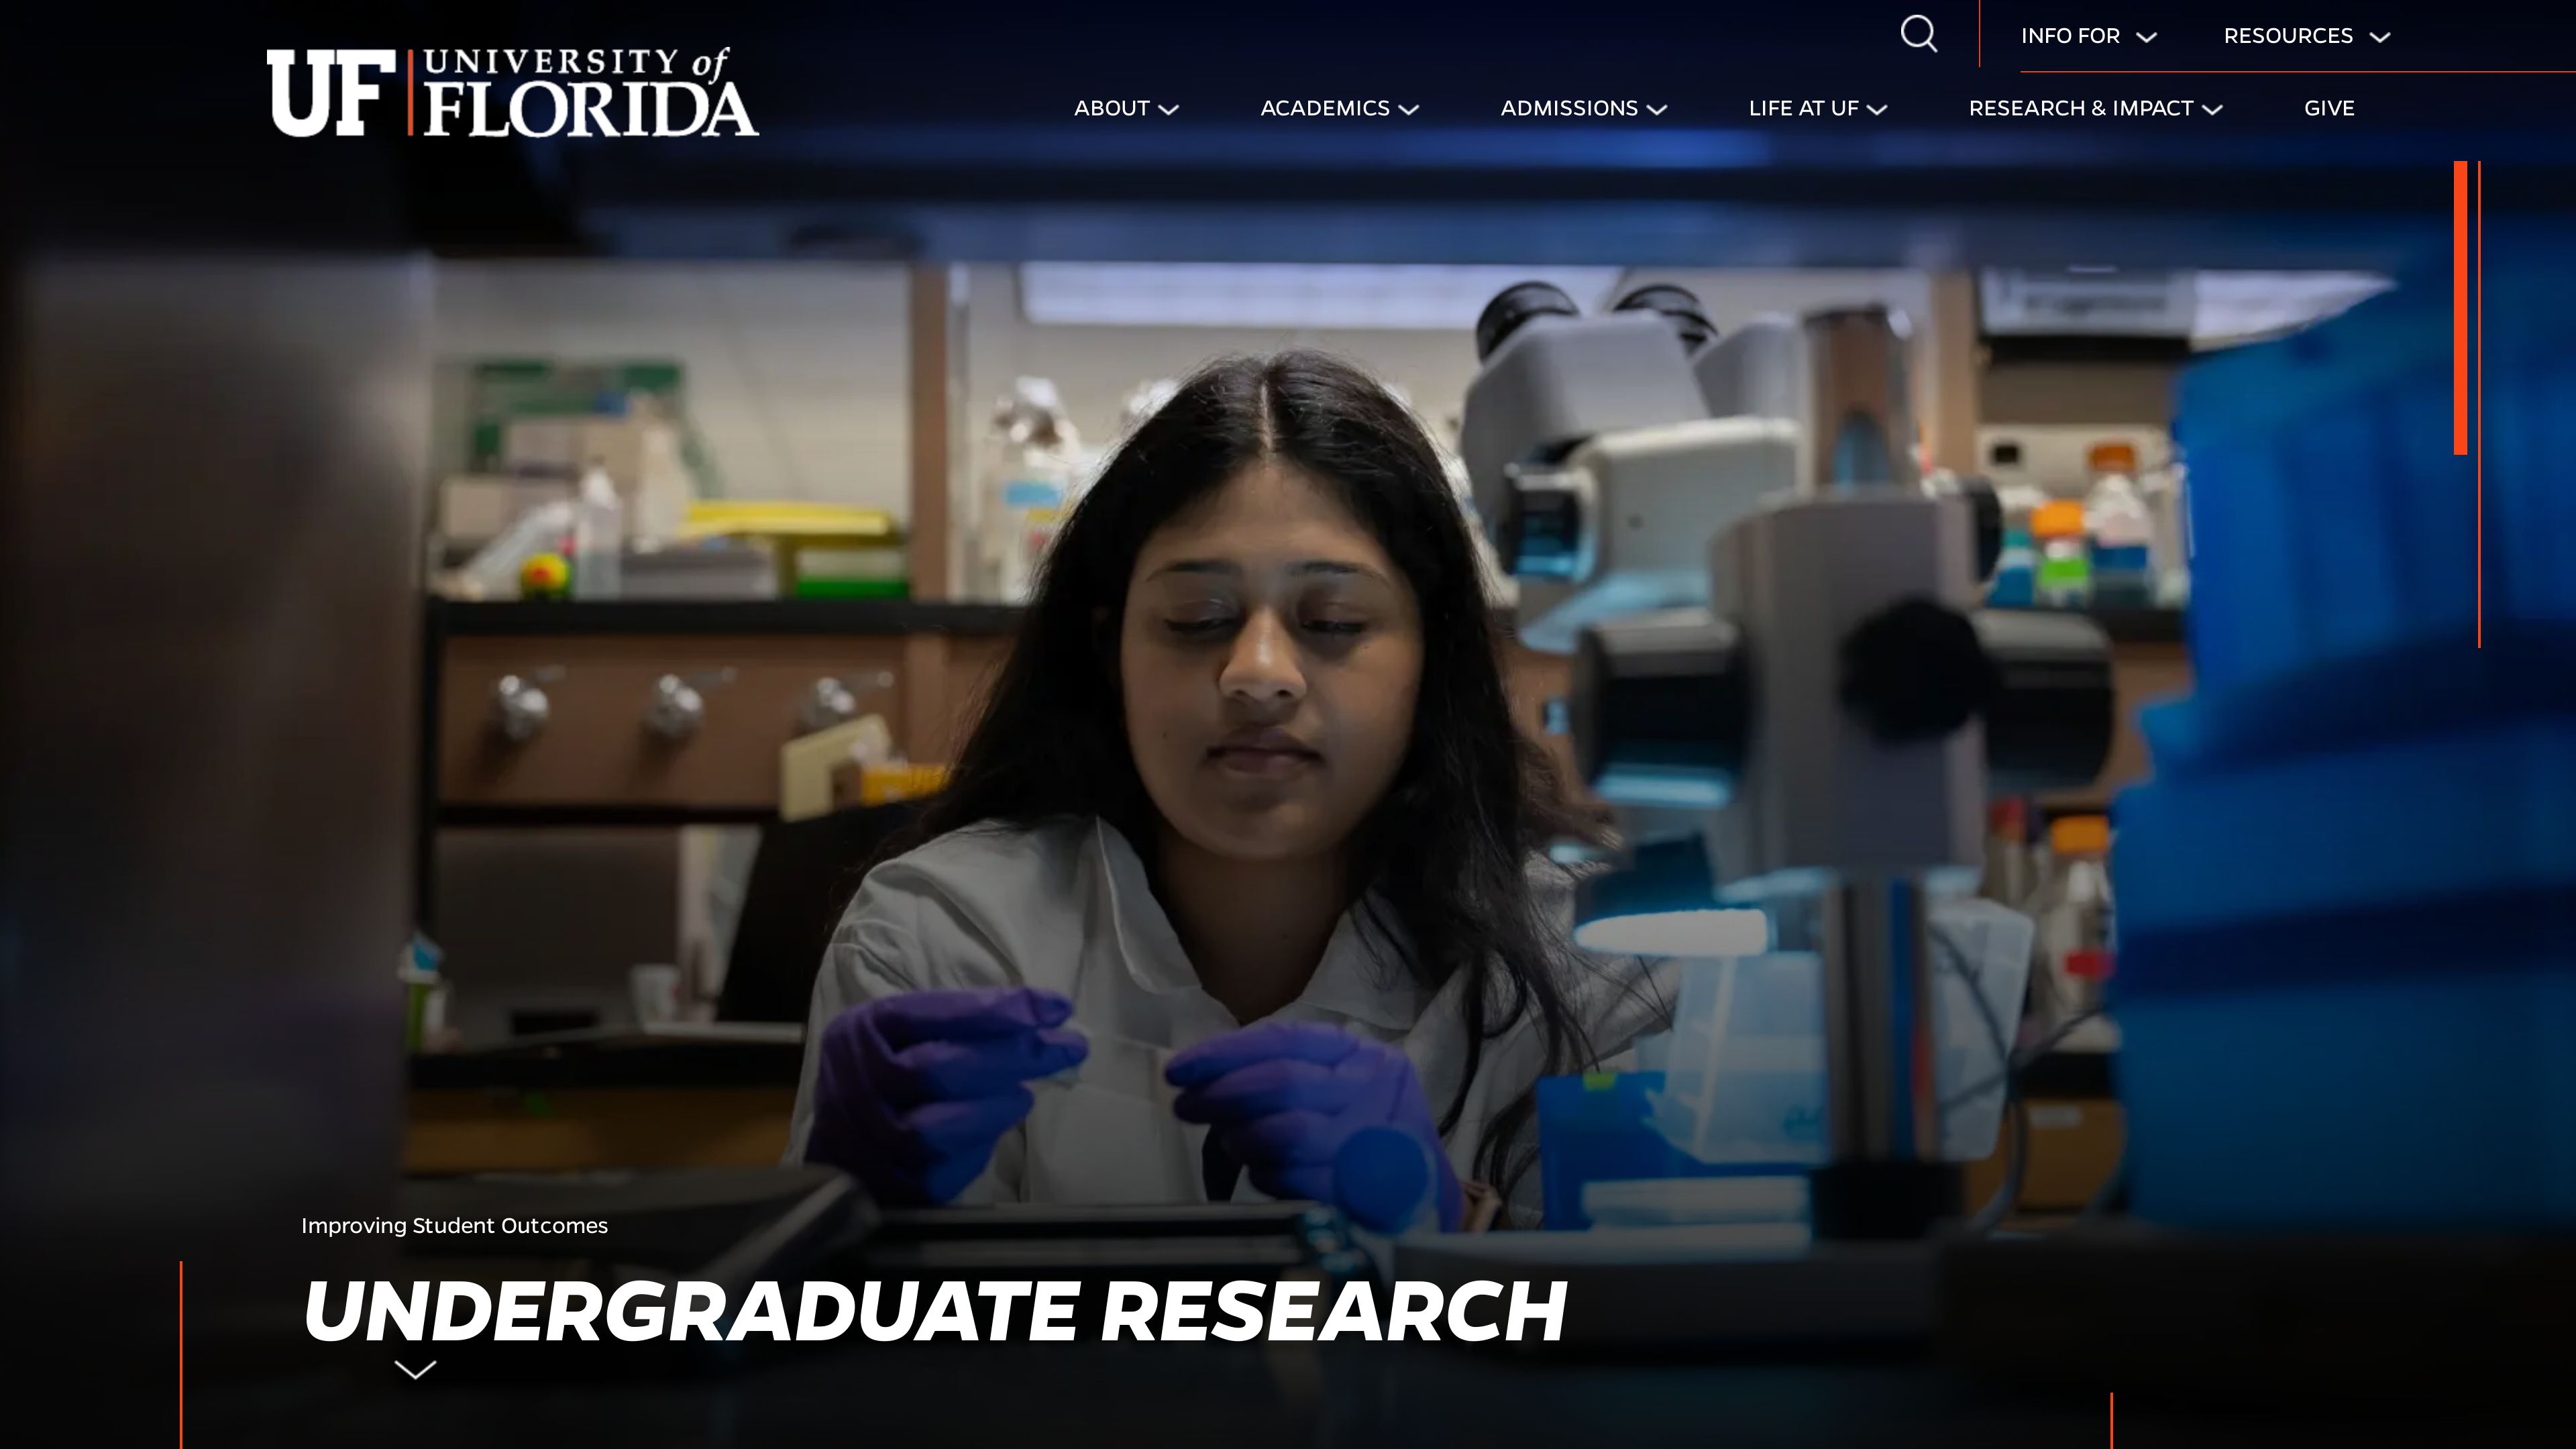 INFO FOR
RESOURCES
UF
UNIVERSITY of
FLORIDA
ABOUT
ACADEMICS
ADMISSIONS
LIFE AT UF
RESEARCH & IMPACT
GIVE
Improving Student Outcomes
UNDERGRADUATE RESEARCH